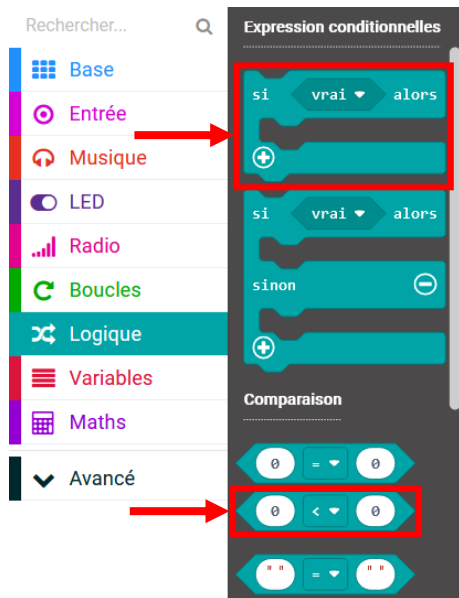 Rechercher...
Base
Entrée
Musique
LED
Radio
Boucles
Logique
Variables
Maths
Avancé
Expression conditionnelles
si vrai alors
si vrai alors
sinon
Comparaison
0 = 0
0 < 0
" " = " "